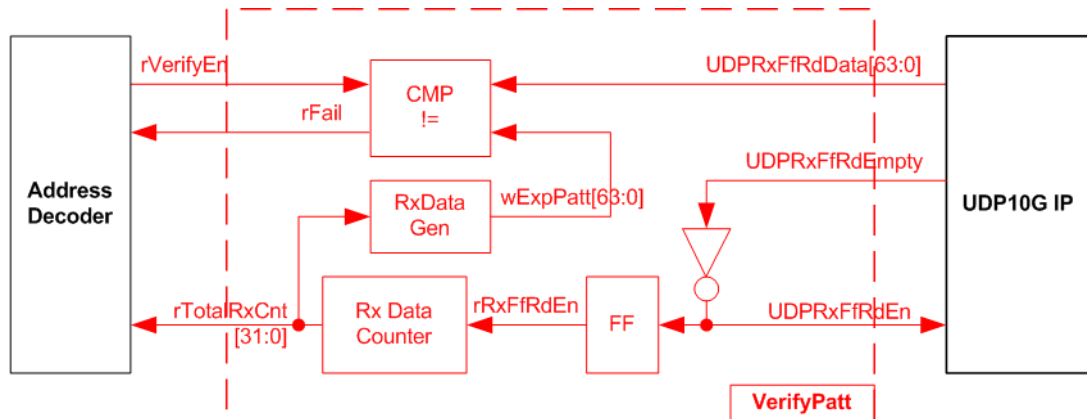 rVerifyEn
UDPRxFfRdData[63:0]
CMP
!=
rFail
UDPRxFfRdEmpty
Address
Decoder
RxData
Gen
wExpPatt[63:0]
UDP10G IP
rTotalRxCnt
[31:0]
Rx Data
Counter
rRxFfRdEn
FF
UDPRxFfRdEn
VerifyPatt